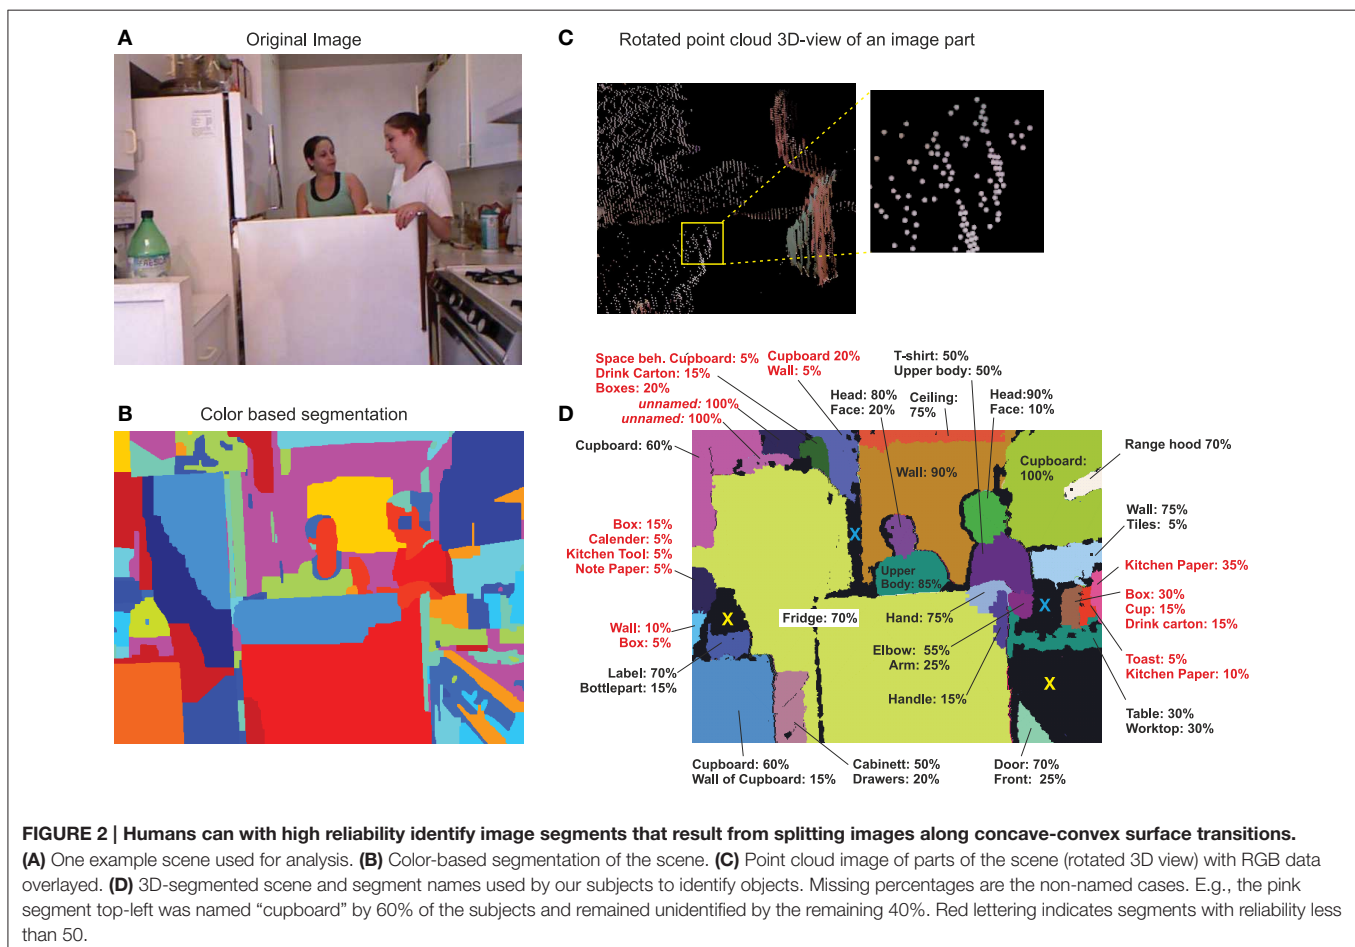 A
Original Image
C
Rotated point cloud 3D-view of an image part
B
Color based segmentation
D
Space beh. Cupboard: 5%
Drink Carton: 15%
Boxes: 20%
unnamed: 100%
unnamed: 100%
Cupboard 20%
Wall: 5%
T-shirt: 50%
Upper body: 50%
Head: 80%
Face: 20%
Ceiling:
75%
Head:90%
Face: 10%
Cupboard: 60%
Range hood 70%
Wall: 90%
Cupboard:
100%
Wall: 75%
Tiles: 5%
Box: 15%
Calender: 5%
Kitchen Tool: 5%
Note Paper: 5%
X
Upper
Body: 85%
Kitchen Paper: 35%
Box: 30%
Cup: 15%
Drink carton: 15%
X
X
Fridge: 70%
Hand: 75%
Wall: 10%
Box: 5%
Elbow: 55%
Arm: 25%
Toast: 5%
Kitchen Paper: 10%
Label: 70%
Bottlepart: 15%
X
Handle: 15%
Table: 30%
Worktop: 30%
Cupboard: 60%
Wall of Cupboard: 15%
Cabinett: 50%
Drawers: 20%
Door: 70%
Front: 25%
FIGURE 2 | Humans can with high reliability identify image segments that result from splitting images along concave-convex surface transitions.
(A) One example scene used for analysis. (B) Color-based segmentation of the scene. (C) Point cloud image of parts of the scene (rotated 3D view) with RGB data
overlayed. (D) 3D-segmented scene and segment names used by our subjects to identify objects. Missing percentages are the non-named cases. E.g., the pink
segment top-left was named “cupboard” by 60% of the subjects and remained unidentified by the remaining 40%. Red lettering indicates segments with reliability less
than 50.